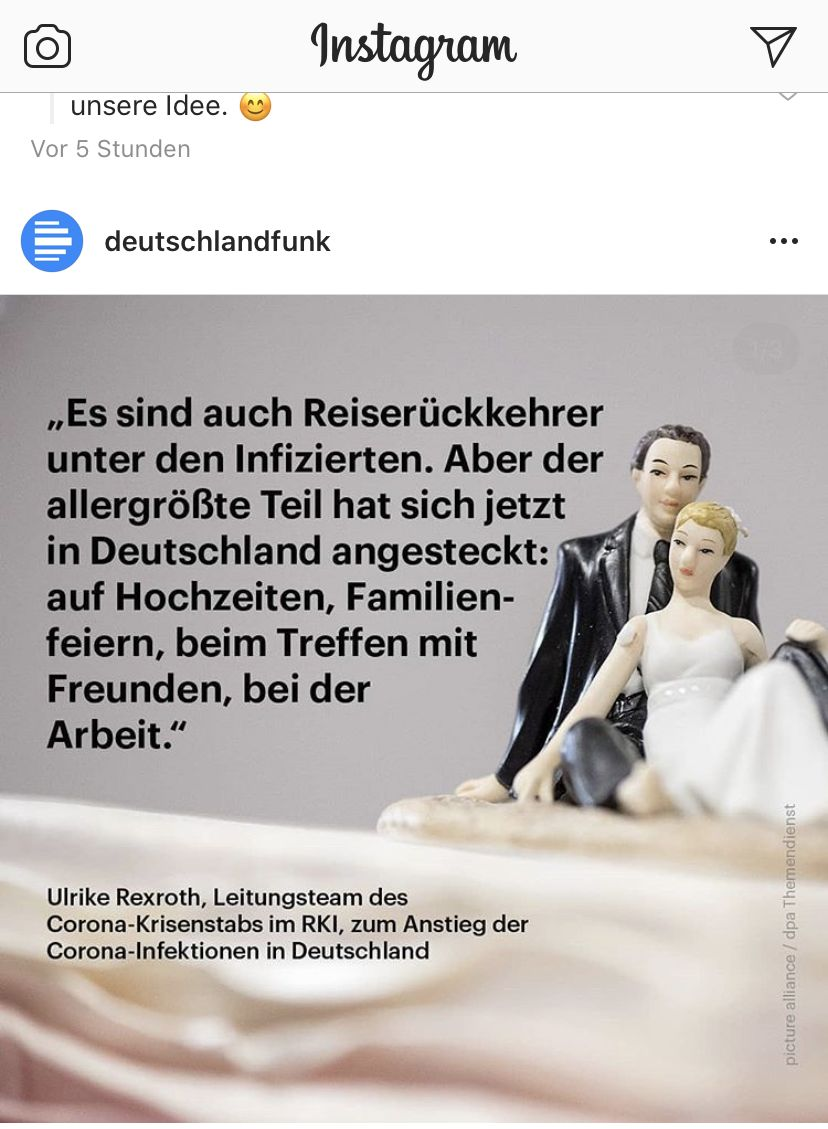 Instagram
unsere Idee. 😊
Vor 5 Stunden
deutschlandfunk
1/3
„Es sind auch Reiserückkehrer
unter den Infizierten. Aber der
allergrößte Teil hat sich jetzt
in Deutschland angesteckt:
auf Hochzeiten, Familien-
feiern, beim Treffen mit
Freunden, bei der
Arbeit.“
Ulrike Rexroth, Leitungsteam des
Corona-Krisenstabs im RKI, zum Anstieg der
Corona-Infektionen in Deutschland
picture alliance / dpa Themendienst